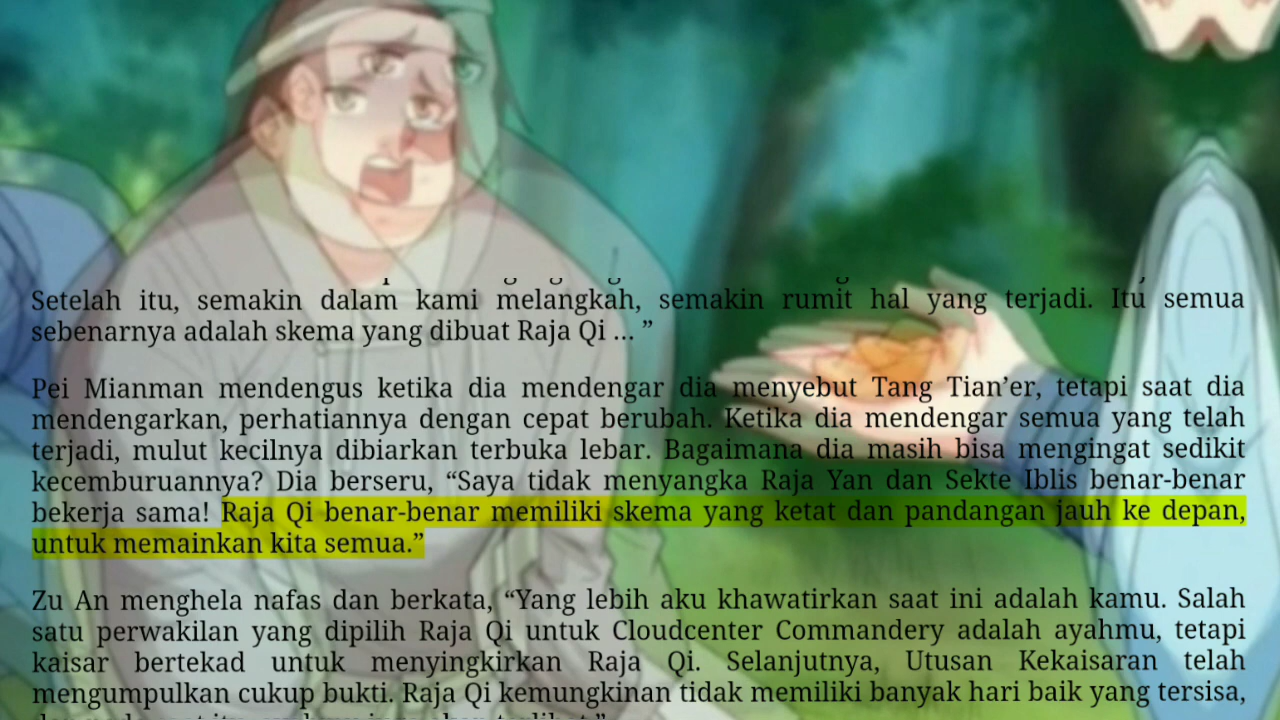 Setelah itu, semakin dalam kami melangkah, semakin rumit hal yang terjadi. Itu semua
sebenarnya adalah skema yang dibuat Raja Qi ... ”
Pei Mianman mendengus ketika dia mendengar dia menyebut Tang Tian’er, tetapi saat dia
mendengarkan, perhatiannya dengan cepat berubah. Ketika dia mendengar semua yang telah
terjadi, mulut kecilnya dibiarkan terbuka lebar. Bagaimana dia masih bisa mengingat sedikit
kecemburuannya? Dia berseru, “Saya tidak menyangka Raja Yan dan Sekte Iblis benar-benar
bekerja sama! Raja Qi benar-benar memiliki skema yang ketat dan pandangan jauh ke depan,
untuk memainkan kita semua.”
Zu An menghela nafas dan berkata, “Yang lebih aku khawatirkan saat ini adalah kamu. Salah
satu perwakilan yang dipilih Raja Qi untuk Cloudcenter Commandery adalah ayahmu, tetapi
kaisar bertekad untuk menyingkirkan Raja Qi. Selanjutnya, Utusan Kekaisaran telah
mengumpulkan cukup bukti. Raja Qi kemungkinan tidak memiliki banyak hari baik yang tersisa,